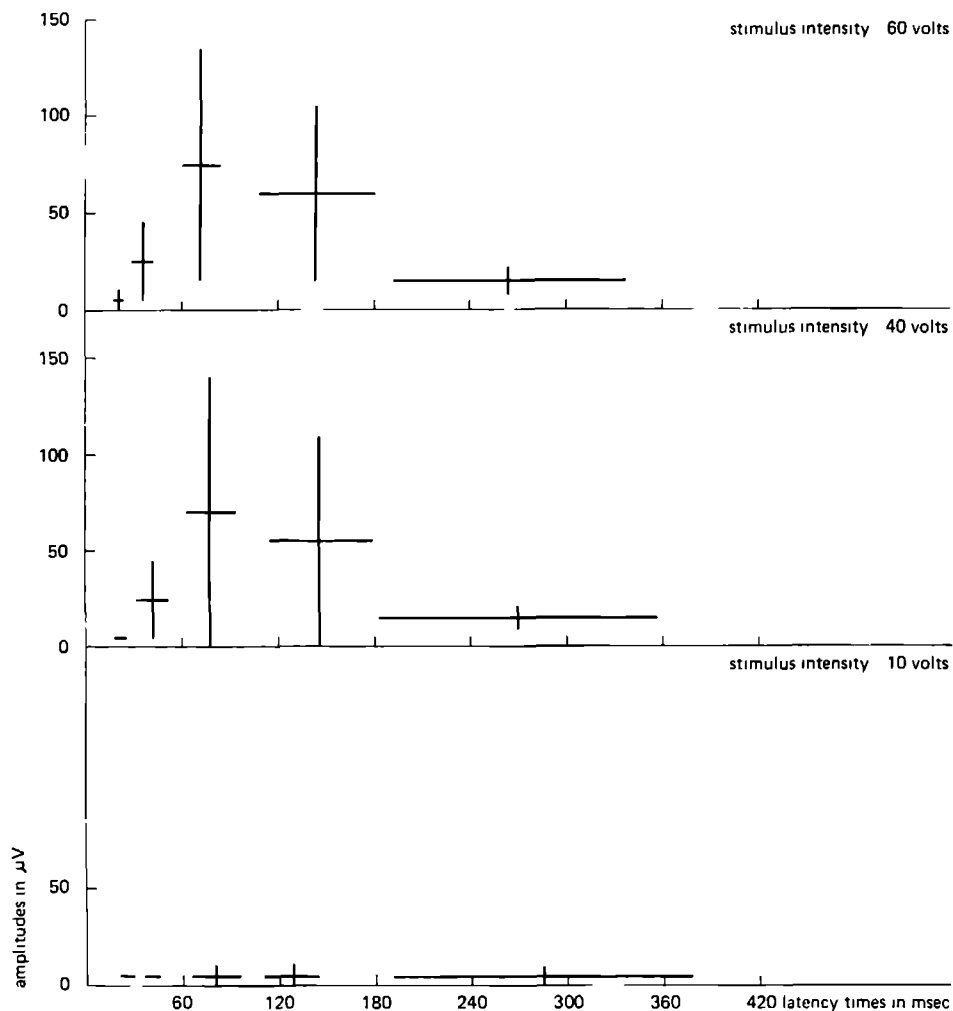 150
stimulus intensity 60 volts
100
50
0
stimulus intensity 40 volts
150
100
50
0
stimulus intensity 10 volts
amplitudes in µV
50
0
60 120 180 240 300 360 420 latency times in msec